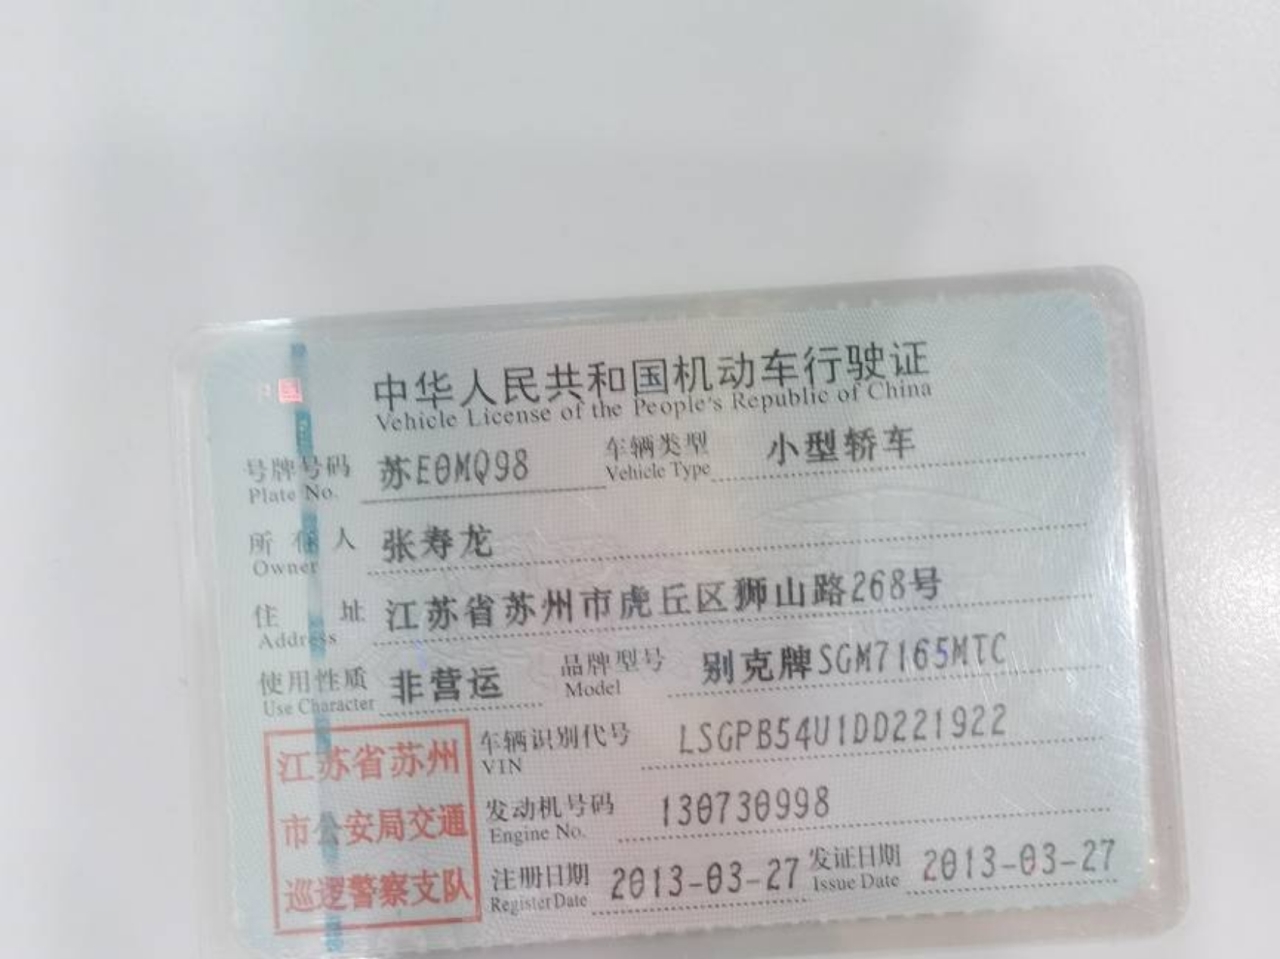 中华人民共和国机动车行驶证
Vehicle License of the People's Republic of China
号牌号码 苏E0MQ98 车辆类型 小型轿车
Plate No. Vehicle Type
所有人 张寿龙
Owner
住址 江苏省苏州市虎丘区狮山路268号
Address
使用性质 非营运 品牌型号 别克牌SGM7165MTC
Use Character Model
江苏省苏州
市公安局交通
巡逻警察支队
车辆识别代号 LSGPB54U1DD221922
VIN
发动机号码 130730998
Engine No.
注册日期 2013-03-27 发证日期 2013-03-27
Register Date Issue Date